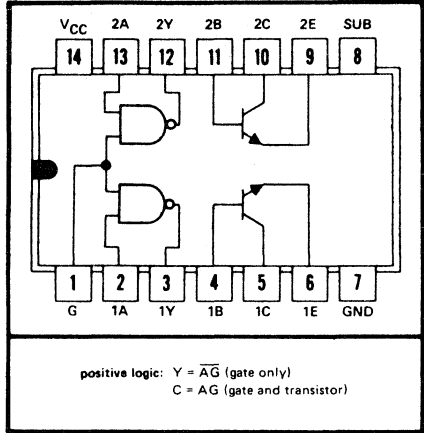 VCC 2A 2Y 2B 2C 2E SUB
14 13 12 11 10 9 8
1 2 3 4 5 6 7
G 1A 1Y 1B 1C 1E GND
positive logic: Y = A̅G̅ (gate only)
C = AG (gate and transistor)